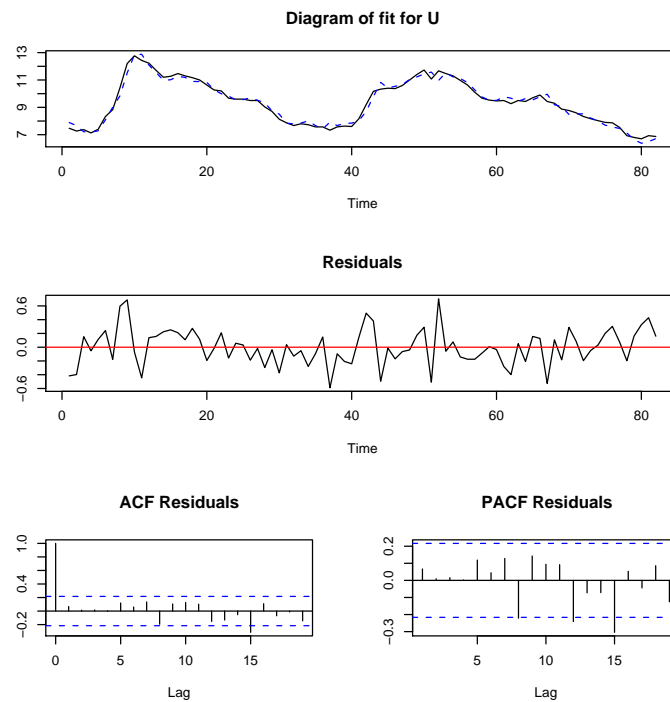 Diagram of fit for U
7 9 11 13
0 20 40 60 80
Time
Residuals
−0.6 0.0 0.6
0 20 40 60 80
Time
ACF Residuals
−0.2 0.4 1.0
0 5 10 15
Lag
PACF Residuals
−0.3 0.0 0.2
5 10 15
Lag